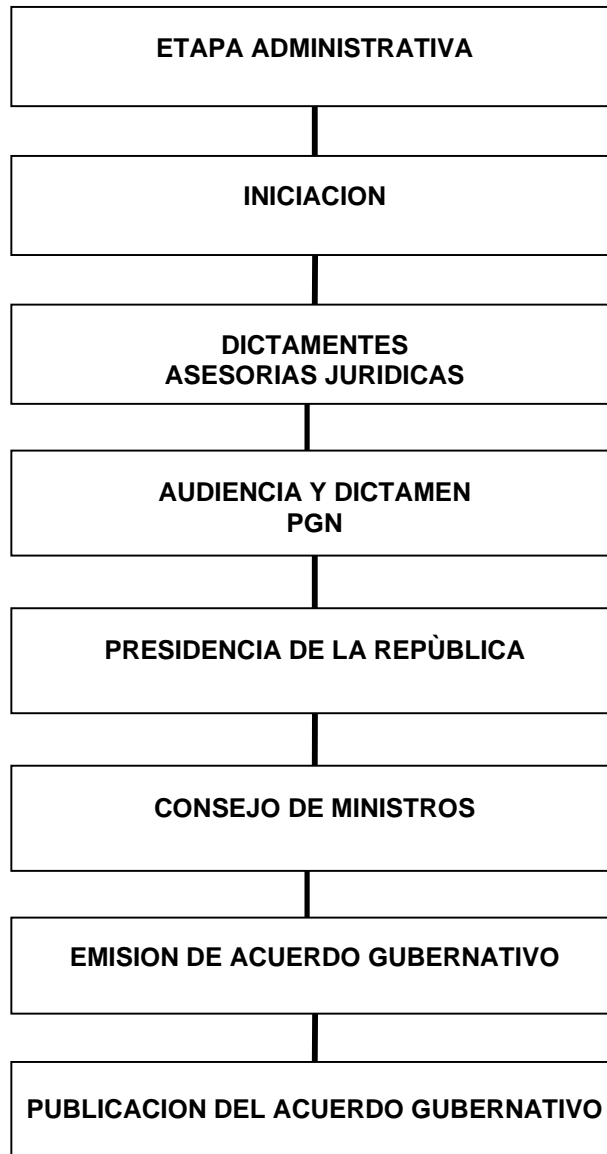 ETAPA ADMINISTRATIVA
INICIACION
DICTAMENTES
ASESORIAS JURIDICAS
AUDIENCIA Y DICTAMEN
PGN
PRESIDENCIA DE LA REPÙBLICA
CONSEJO DE MINISTROS
EMISION DE ACUERDO GUBERNATIVO
PUBLICACION DEL ACUERDO GUBERNATIVO